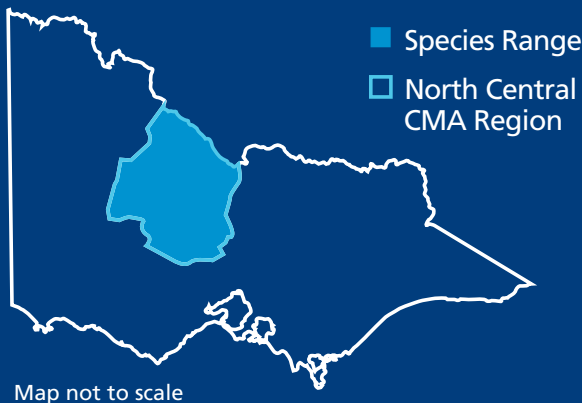 Species Range
North Central
CMA Region
Map not to scale